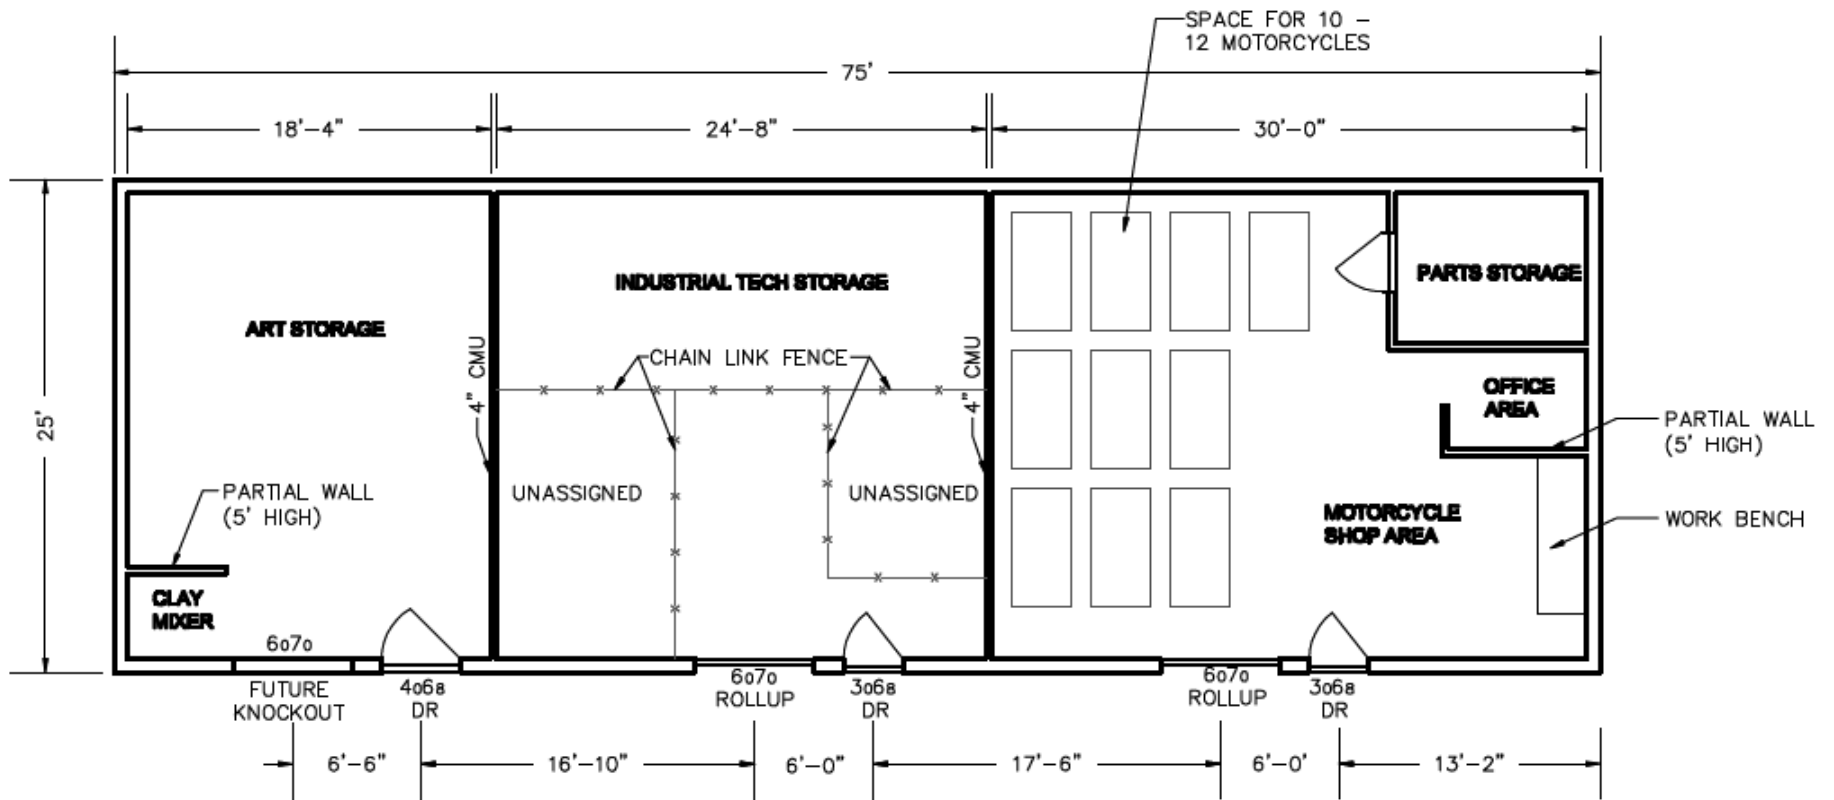 SPACE FOR 10 -
12 MOTORCYCLES
75'
18'-4"
24'-8"
30'-0"
25'
ART STORAGE
INDUSTRIAL TECH STORAGE
PARTS STORAGE
4" CMU
CHAIN LINK FENCE
4" CMU
OFFICE
AREA
PARTIAL WALL
(5' HIGH)
PARTIAL WALL
(5' HIGH)
UNASSIGNED
UNASSIGNED
MOTORCYCLE
SHOP AREA
WORK BENCH
CLAY
MIXER
6070
FUTURE
KNOCKOUT
4068
DR
6070
ROLLUP
3068
DR
6070
ROLLUP
3068
DR
6'-6"
16'-10"
6'-0"
17'-6"
6'-0'
13'-2"